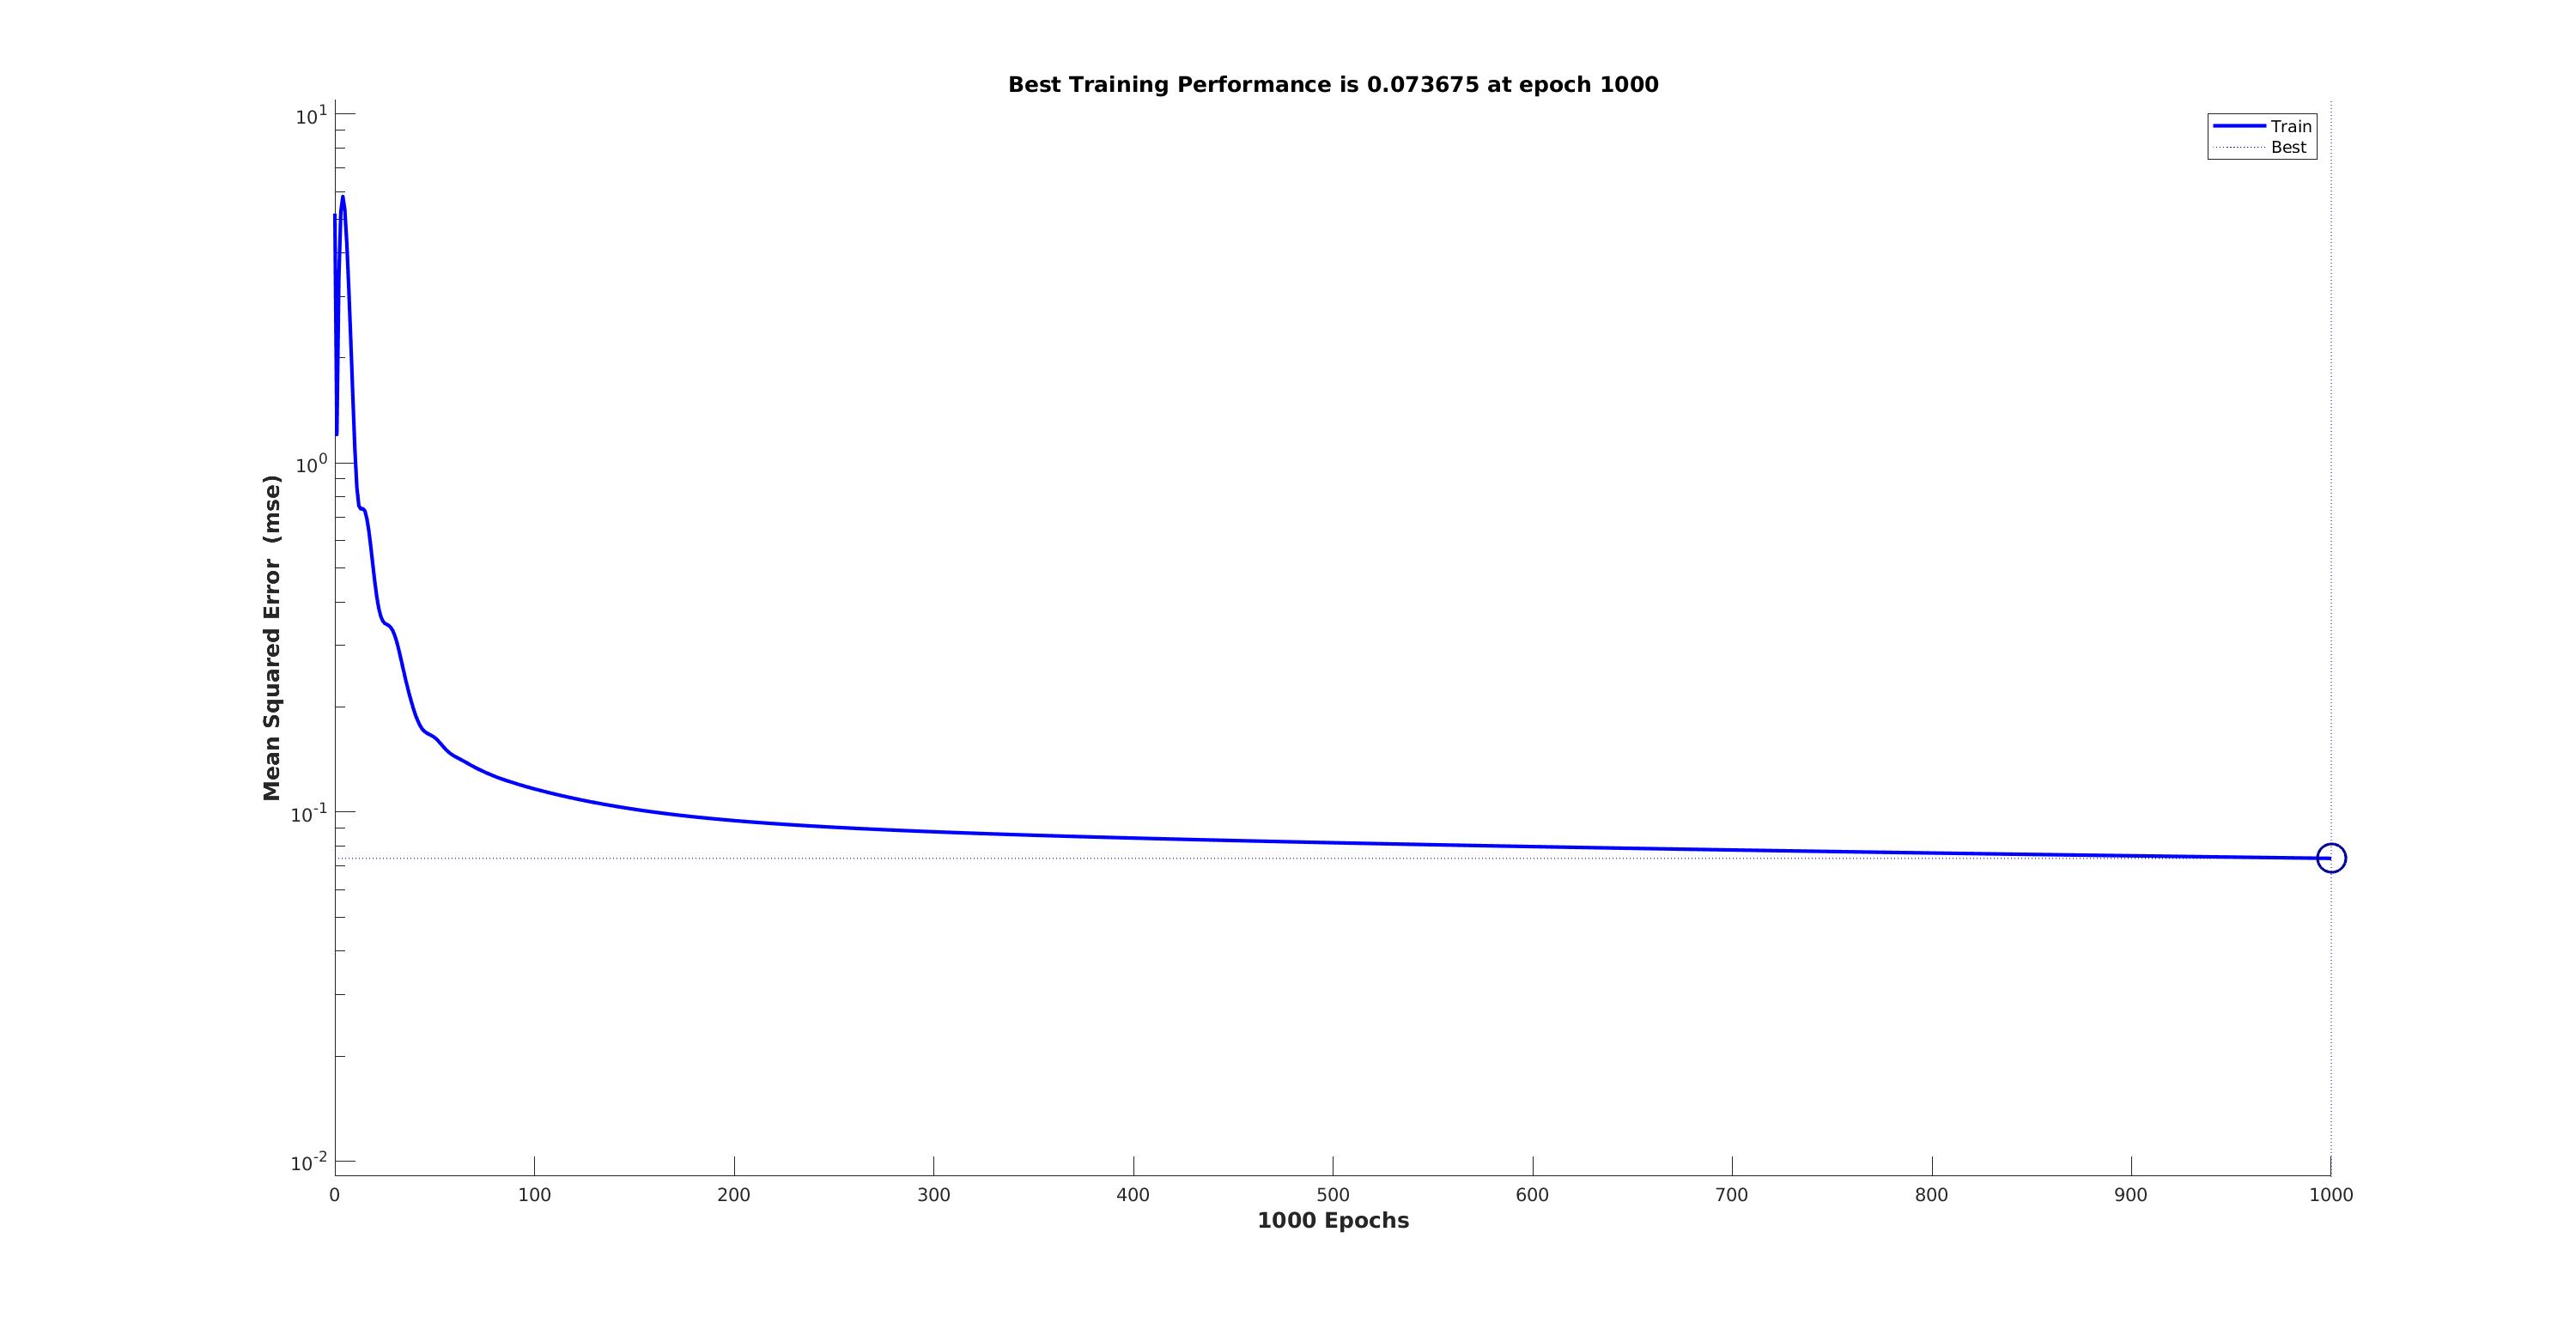 Best Training Performance is 0.073675 at epoch 1000
10^1
Train
Best
10^0
Mean Squared Error (mse)
10^-1
10^-2
0 100 200 300 400 500 600 700 800 900 1000
1000 Epochs